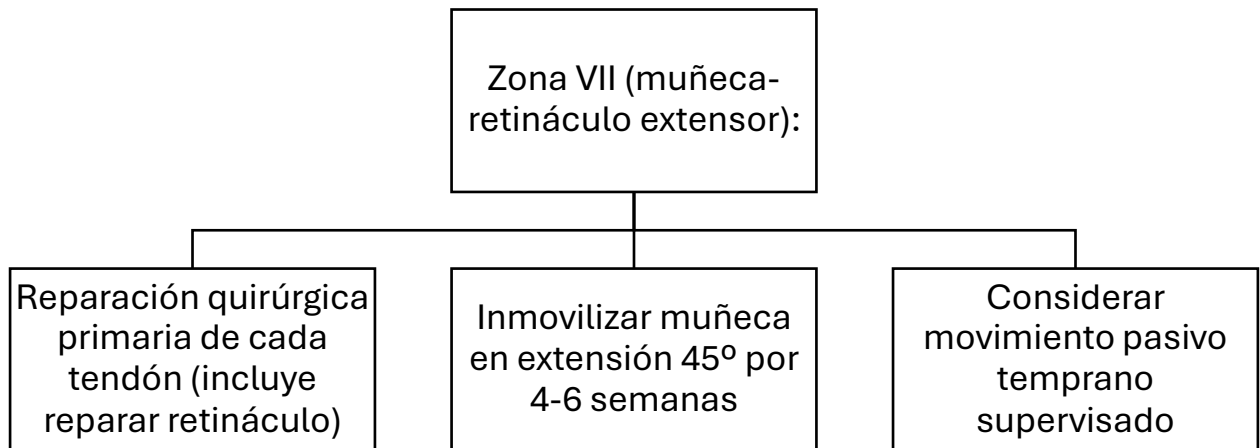 Zona VII (muñeca-
retináculo extensor):
Reparación quirúrgica
primaria de cada
tendón (incluye
reparar retináculo)
Inmovilizar muñeca
en extensión 45º por
4-6 semanas
Considerar
movimiento pasivo
temprano
supervisado